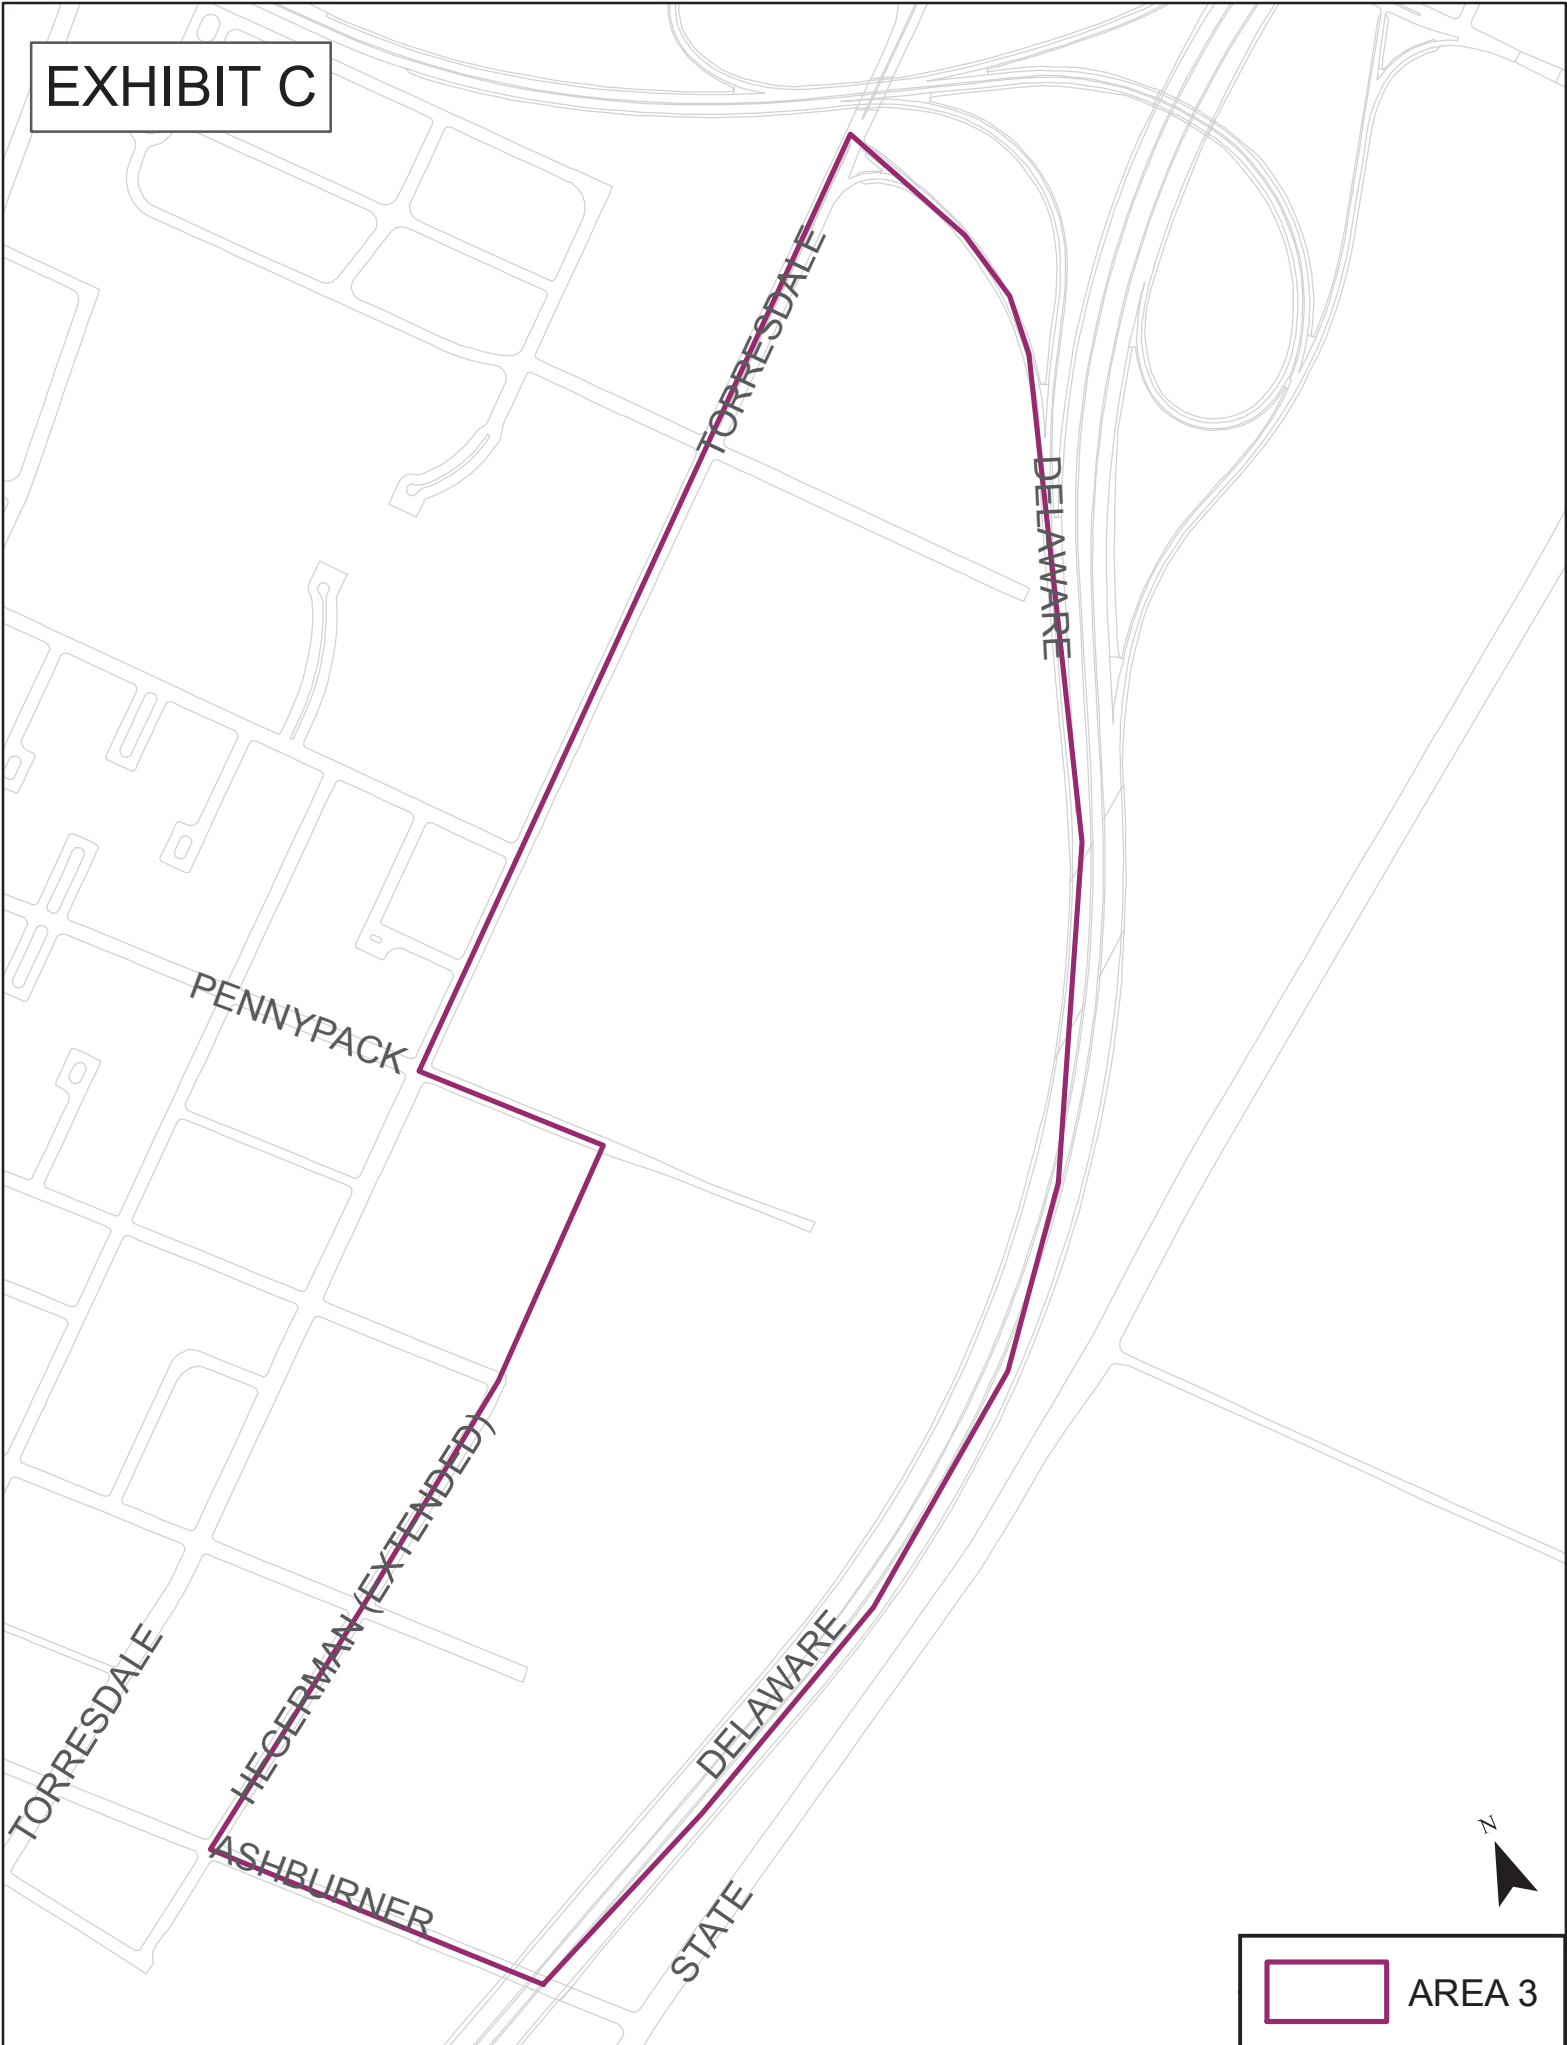 EXHIBIT C
TORRESDALE
DELAWARE
PENNYPACK
HEGERMAN (EXTENDED)
TORRESDALE
DELAWARE
ASHBURNER
STATE
N
AREA 3